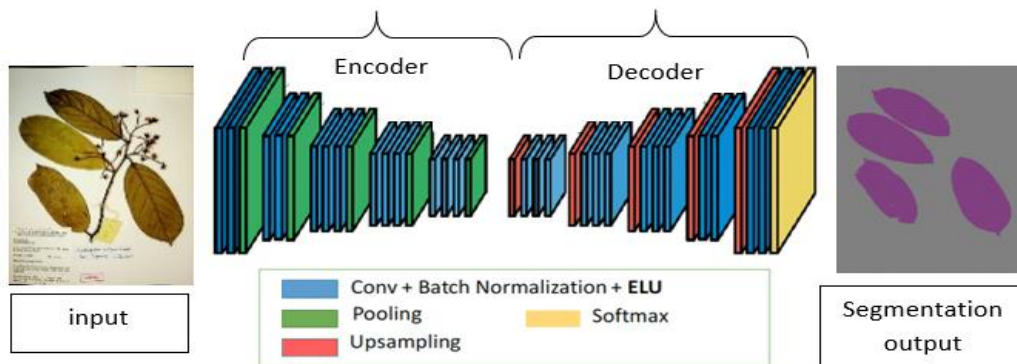 Encoder
Decoder
input
Conv + Batch Normalization + ELU
Pooling
Softmax
Upsampling
Segmentation
output